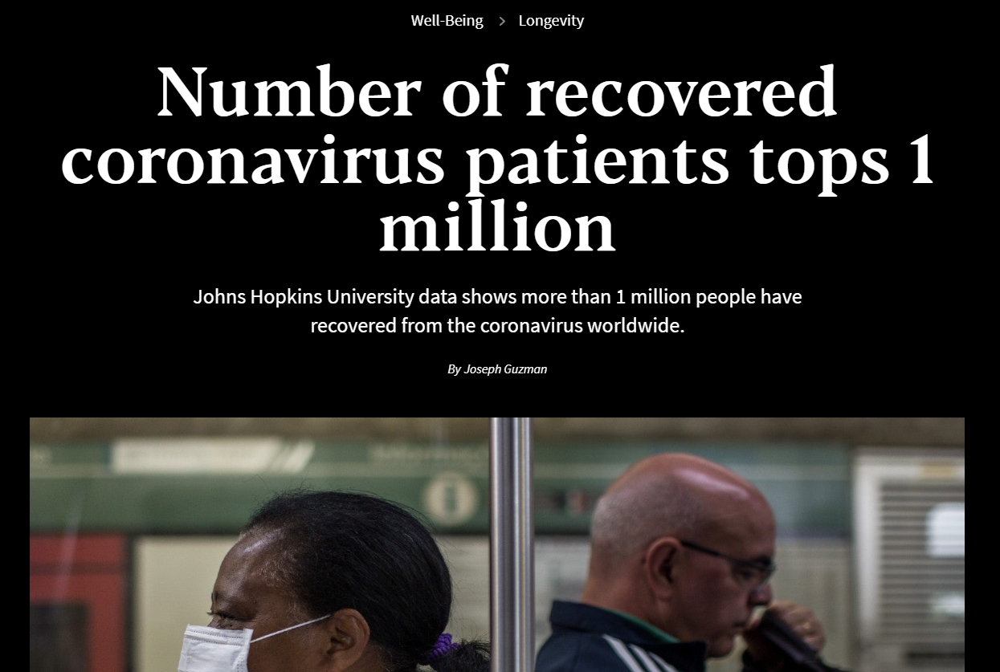 Well-Being > Longevity
Number of recovered
coronavirus patients tops 1
million
Johns Hopkins University data shows more than 1 million people have
recovered from the coronavirus worldwide.
By Joseph Guzman
i